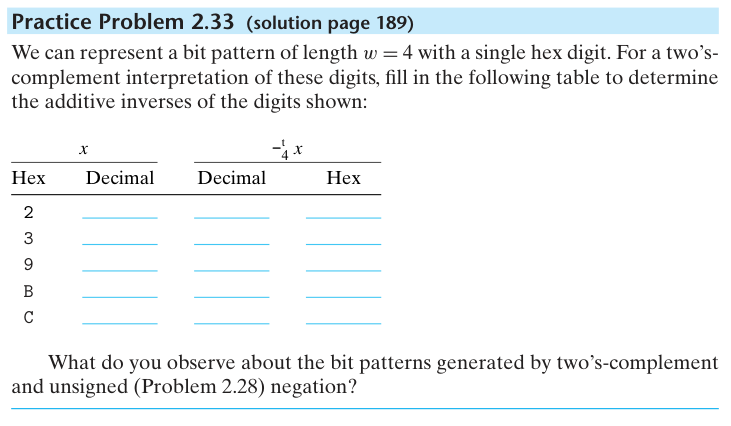 Practice Problem 2.33 (solution page 189)
We can represent a bit pattern of length w = 4 with a single hex digit. For a two's-
complement interpretation of these digits, fill in the following table to determine
the additive inverses of the digits shown:
x -ᵗ₄ x
Hex Decimal Decimal Hex
2
3
9
B
C
What do you observe about the bit patterns generated by two's-complement
and unsigned (Problem 2.28) negation?